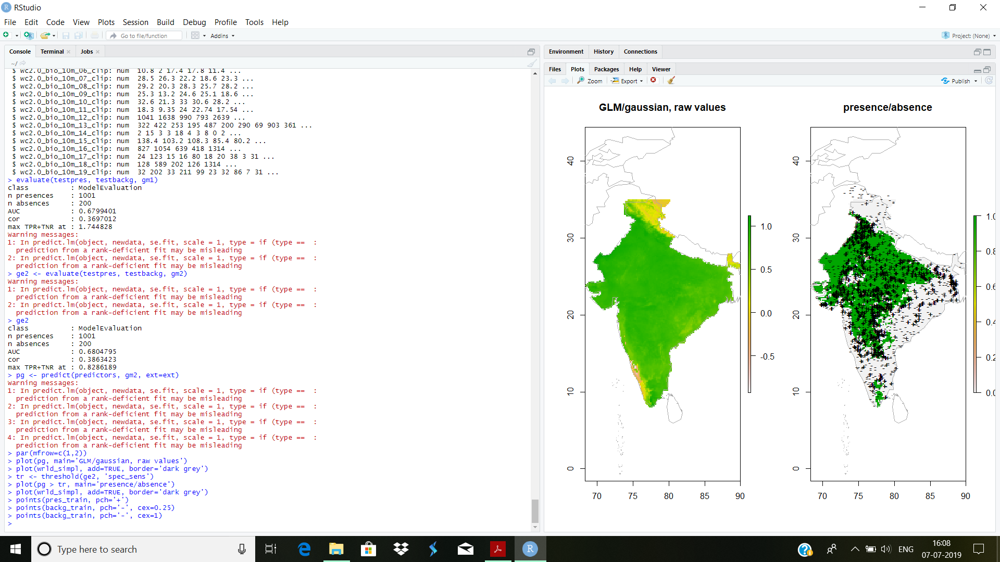 RStudio
File Edit Code View Plots Session Build Debug Profile Tools Help
Go to file/function Addins Project: (None)
Console Terminal Jobs
~/
$ wc2.0_bio_10m_06_clip: num 10.8 2 17.4 17.8 11.4 ...
$ wc2.0_bio_10m_07_clip: num 28.5 26.3 22.2 18.6 23.3 ...
$ wc2.0_bio_10m_08_clip: num 29.2 20.3 28.3 25.7 28.2 ...
$ wc2.0_bio_10m_09_clip: num 25.3 13.2 24.6 25.1 18.6 ...
$ wc2.0_bio_10m_10_clip: num 32.6 21.3 33 30.6 28.2 ...
$ wc2.0_bio_10m_11_clip: num 18.3 9.35 24 22.74 17.54 ...
$ wc2.0_bio_10m_12_clip: num 1041 1638 990 793 2639 ...
$ wc2.0_bio_10m_13_clip: num 322 422 253 195 487 200 290 69 903 361 ...
$ wc2.0_bio_10m_14_clip: num 2 15 3 3 18 4 3 8 0 2 ...
$ wc2.0_bio_10m_15_clip: num 138.4 103.2 108.3 85.4 80.2 ...
$ wc2.0_bio_10m_16_clip: num 827 1054 639 418 1314 ...
$ wc2.0_bio_10m_17_clip: num 24 123 15 16 80 18 20 38 3 31 ...
$ wc2.0_bio_10m_18_clip: num 128 589 202 126 1314 ...
$ wc2.0_bio_10m_19_clip: num 32 202 33 211 99 23 32 86 7 31 ...
> evaluate(testpres, testbackg, gm1)
class : ModelEvaluation
n presences : 1001
n absences : 200
AUC : 0.6799401
cor : 0.3697012
max TPR+TNR at : 1.744828
Warning messages:
1: In predict.lm(object, newdata, se.fit, scale = 1, type = if (type == :
prediction from a rank-deficient fit may be misleading
2: In predict.lm(object, newdata, se.fit, scale = 1, type = if (type == :
prediction from a rank-deficient fit may be misleading
> ge2 <- evaluate(testpres, testbackg, gm2)
Warning messages:
1: In predict.lm(object, newdata, se.fit, scale = 1, type = if (type == :
prediction from a rank-deficient fit may be misleading
2: In predict.lm(object, newdata, se.fit, scale = 1, type = if (type == :
prediction from a rank-deficient fit may be misleading
> ge2
class : ModelEvaluation
n presences : 1001
n absences : 200
AUC : 0.6804795
cor : 0.3863423
max TPR+TNR at : 0.8286189
> pg <- predict(predictors, gm2, ext=ext)
Warning messages:
1: In predict.lm(object, newdata, se.fit, scale = 1, type = if (type == :
prediction from a rank-deficient fit may be misleading
2: In predict.lm(object, newdata, se.fit, scale = 1, type = if (type == :
prediction from a rank-deficient fit may be misleading
3: In predict.lm(object, newdata, se.fit, scale = 1, type = if (type == :
prediction from a rank-deficient fit may be misleading
4: In predict.lm(object, newdata, se.fit, scale = 1, type = if (type == :
prediction from a rank-deficient fit may be misleading
> par(mfrow=c(1,2))
> plot(pg, main='GLM/gaussian, raw values')
> plot(wrld_simpl, add=TRUE, border='dark grey')
> tr <- threshold(ge2, 'spec_sens')
> plot(pg > tr, main='presence/absence')
> plot(wrld_simpl, add=TRUE, border='dark grey')
> points(pres_train, pch='+')
> points(backg_train, pch='-', cex=0.25)
> points(backg_train, pch='-', cex=1)
>
Environment History Connections
Files Plots Packages Help Viewer
Zoom Export Publish
GLM/gaussian, raw values
40
30
20
10
0
70 75 80 85 90
1.0
0.5
0.0
-0.5
presence/absence
40
30
20
10
0
70 75 80 85 90
1.0
0.8
0.6
0.4
0.2
0.0
Type here to search
ENG
16:08
07-07-2019